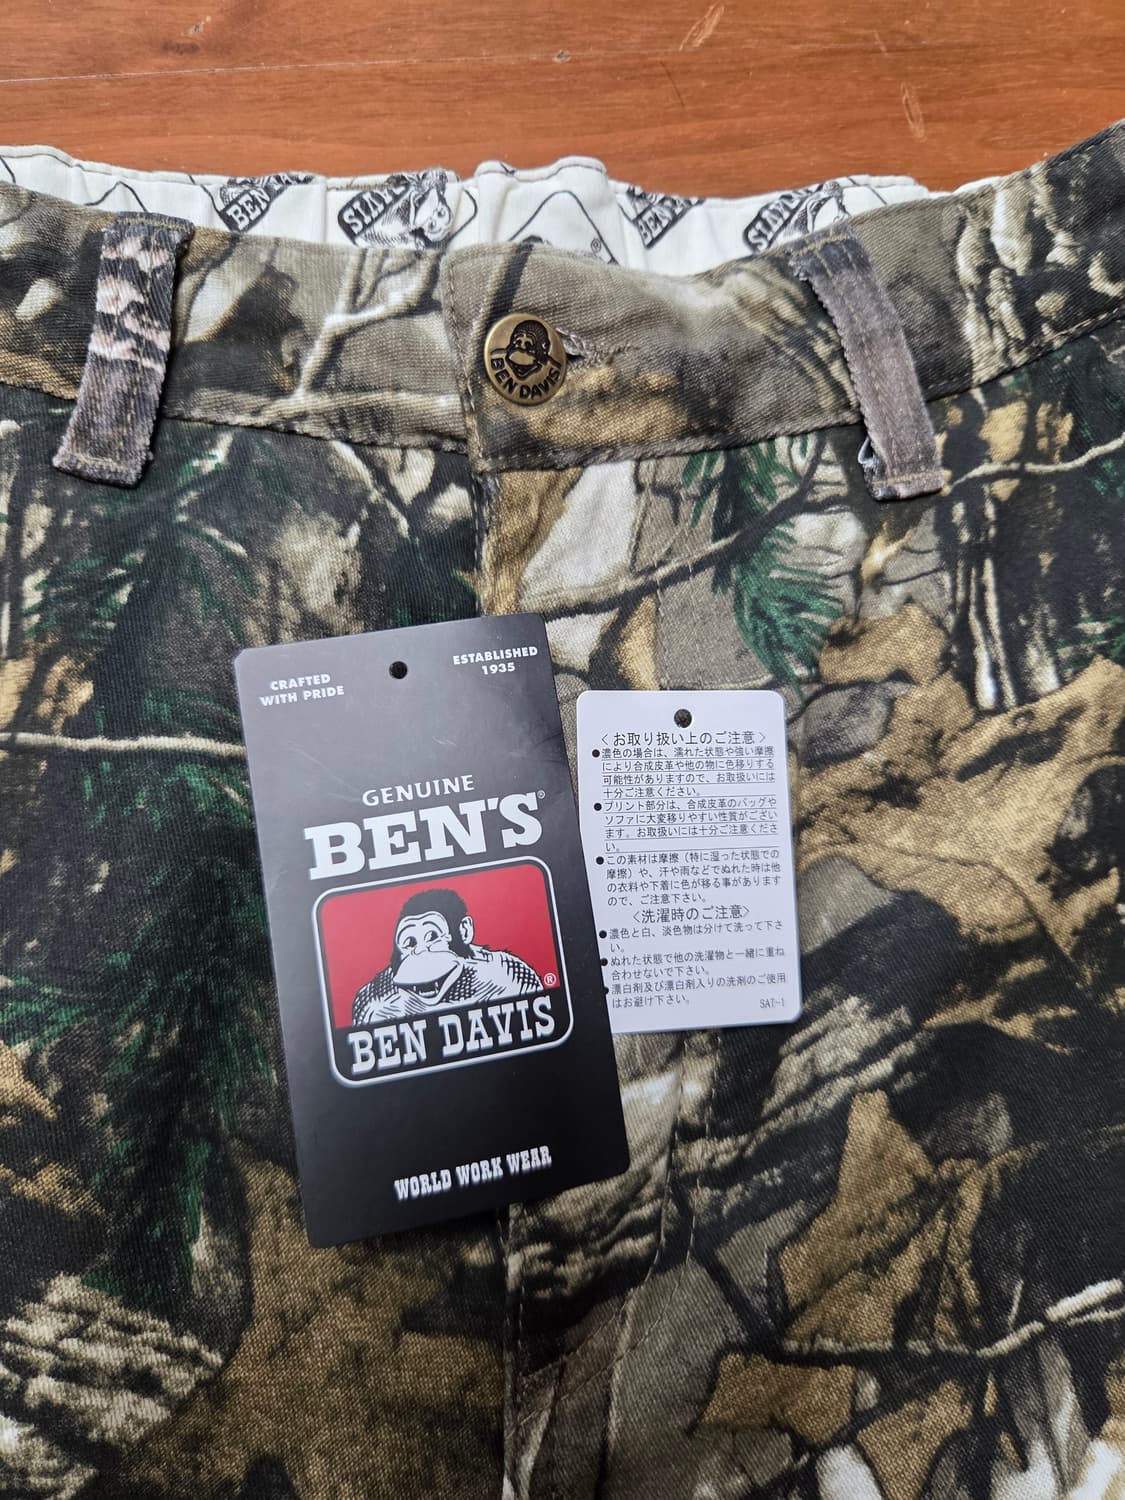 BEN DAVIS
CRAFTED
WITH PRIDE
ESTABLISHED
1935
GENUINE
BEN'S®
®
BEN DAVIS
WORLD WORK WEAR
〈お取り扱い上のご注意〉
●濃色の場合は、濡れた状態や強い摩擦
により合成皮革や他の物に色移りする
可能性がありますので、お取扱いには
十分ご注意ください。
●プリント部分は、合成皮革のバッグや
ソファに大変移りやすい性質がござい
ます。お取扱いには十分ご注意くださ
い。
●この素材は摩擦（特に湿った状態での
摩擦）や、汗や雨などでぬれた時は他
の衣料や下着に色が移る事があります
ので、ご注意下さい。
〈洗濯時のご注意〉
●濃色と白、淡色物は分けて洗って下さ
い。
●ぬれた状態で他の洗濯物と一緒に重ね
合わせないで下さい。
●漂白剤及び漂白剤入りの洗剤のご使用
はお避け下さい。
SAT-1